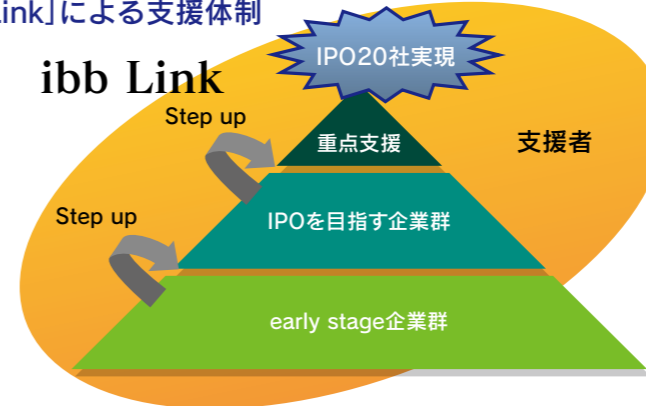 Link」による支援体制
ibb Link
IPO20社実現
Step up
重点支援
支援者
Step up
IPOを目指す企業群
early stage企業群